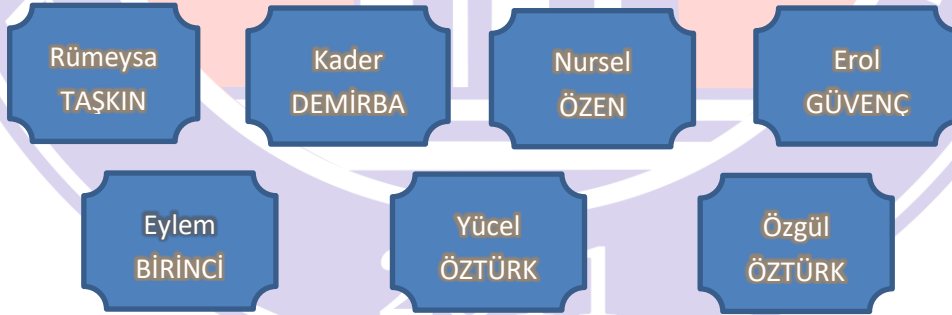 Rümeysa
TAŞKIN
Kader
DEMİRBA
Nursel
ÖZEN
Erol
GÜVENÇ
Eylem
BİRİNCİ
Yücel
ÖZTÜRK
Özgül
ÖZTÜRK